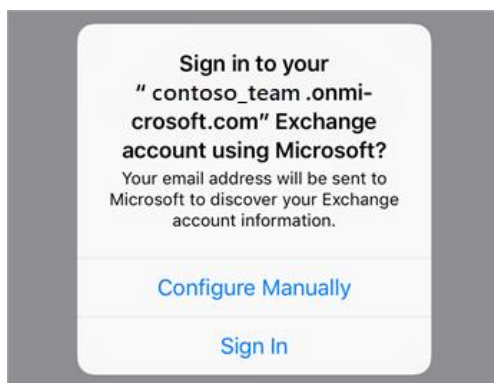 Sign in to your
“ contoso_team .onmi-
crosoft.com” Exchange
account using Microsoft?
Your email address will be sent to
Microsoft to discover your Exchange
account information.
Configure Manually
Sign In